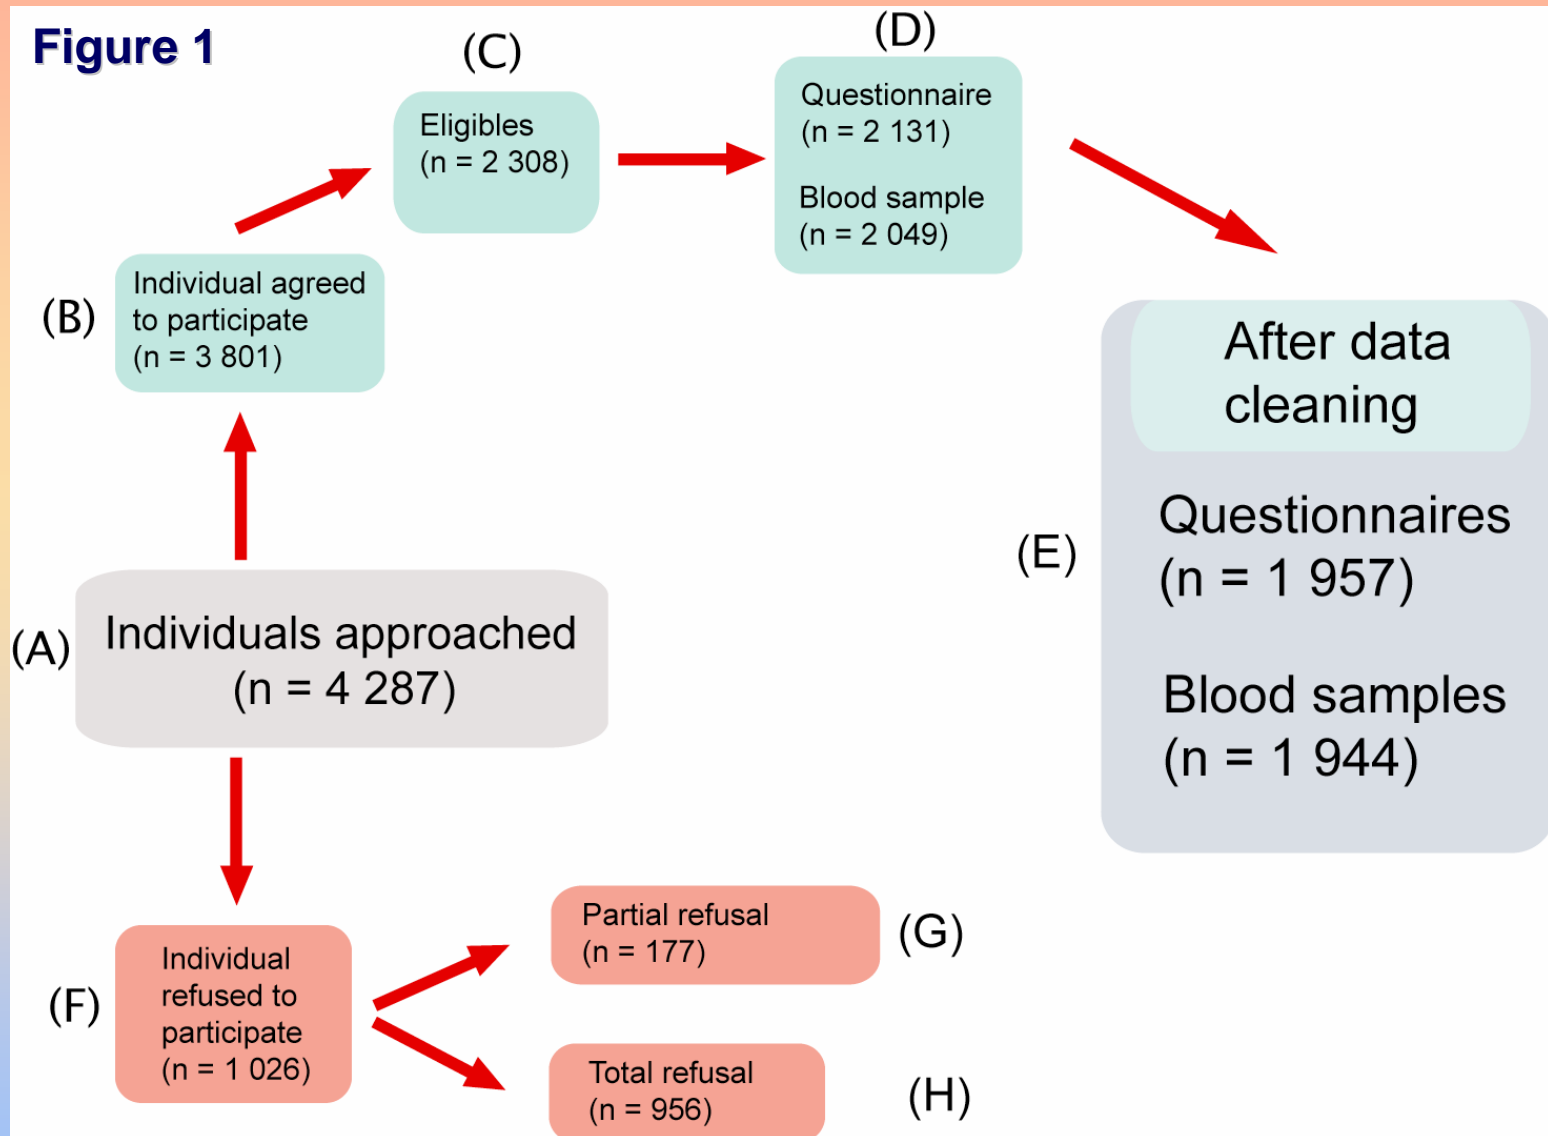 Figure 1
(C)
(D)
Eligibles
(n = 2 308)
Questionnaire
(n = 2 131)
Blood sample
(n = 2 049)
(B)
Individual agreed
to participate
(n = 3 801)
After data
cleaning
(E)
Questionnaires
(n = 1 957)
Blood samples
(n = 1 944)
(A)
Individuals approached
(n = 4 287)
(F)
Individual
refused to
participate
(n = 1 026)
Partial refusal
(n = 177)
(G)
Total refusal
(n = 956)
(H)